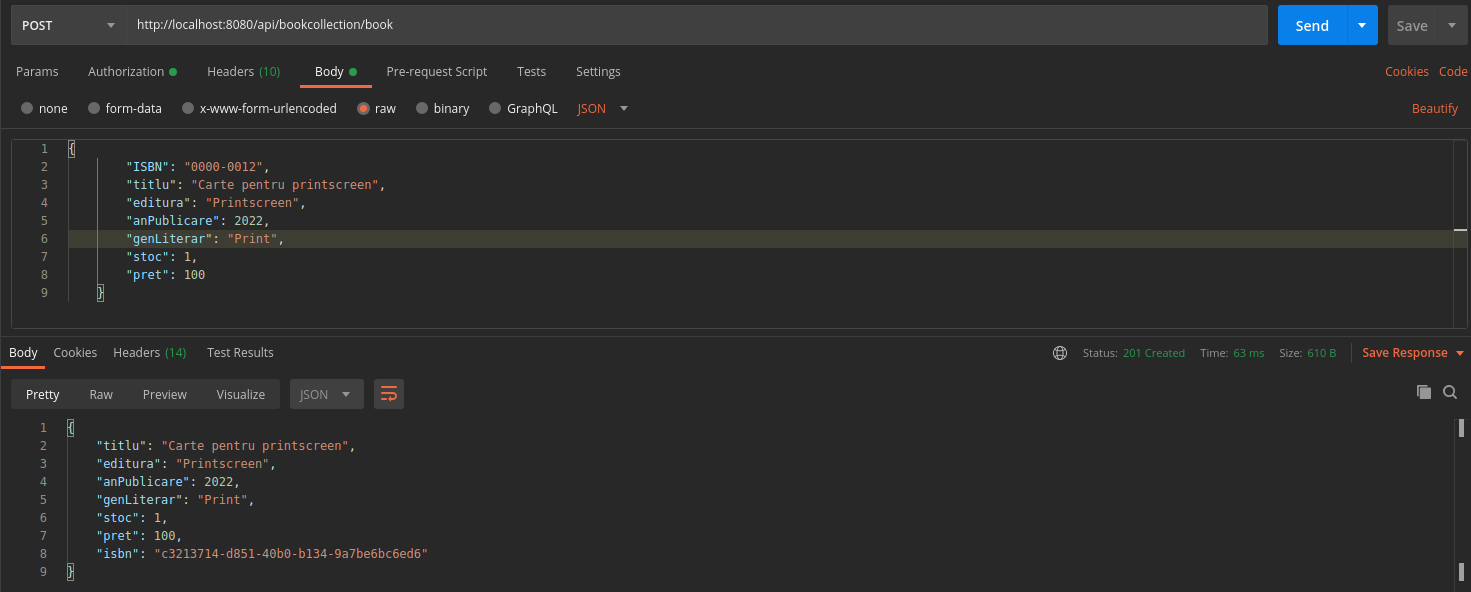 POST http://localhost:8080/api/bookcollection/book Send Save
Params Authorization Headers (10) Body Pre-request Script Tests Settings Cookies Code
none form-data x-www-form-urlencoded raw binary GraphQL JSON Beautify
1 {
2 "ISBN": "0000-0012",
3 "titlu": "Carte pentru printscreen",
4 "editura": "Printscreen",
5 "anPublicare": 2022,
6 "genLiterar": "Print",
7 "stoc": 1,
8 "pret": 100
9 }
Body Cookies Headers (14) Test Results Status: 201 Created Time: 63 ms Size: 610 B Save Response
Pretty Raw Preview Visualize JSON
1 {
2 "titlu": "Carte pentru printscreen",
3 "editura": "Printscreen",
4 "anPublicare": 2022,
5 "genLiterar": "Print",
6 "stoc": 1,
7 "pret": 100,
8 "isbn": "c3213714-d851-40b0-b134-9a7be6bc6ed6"
9 }